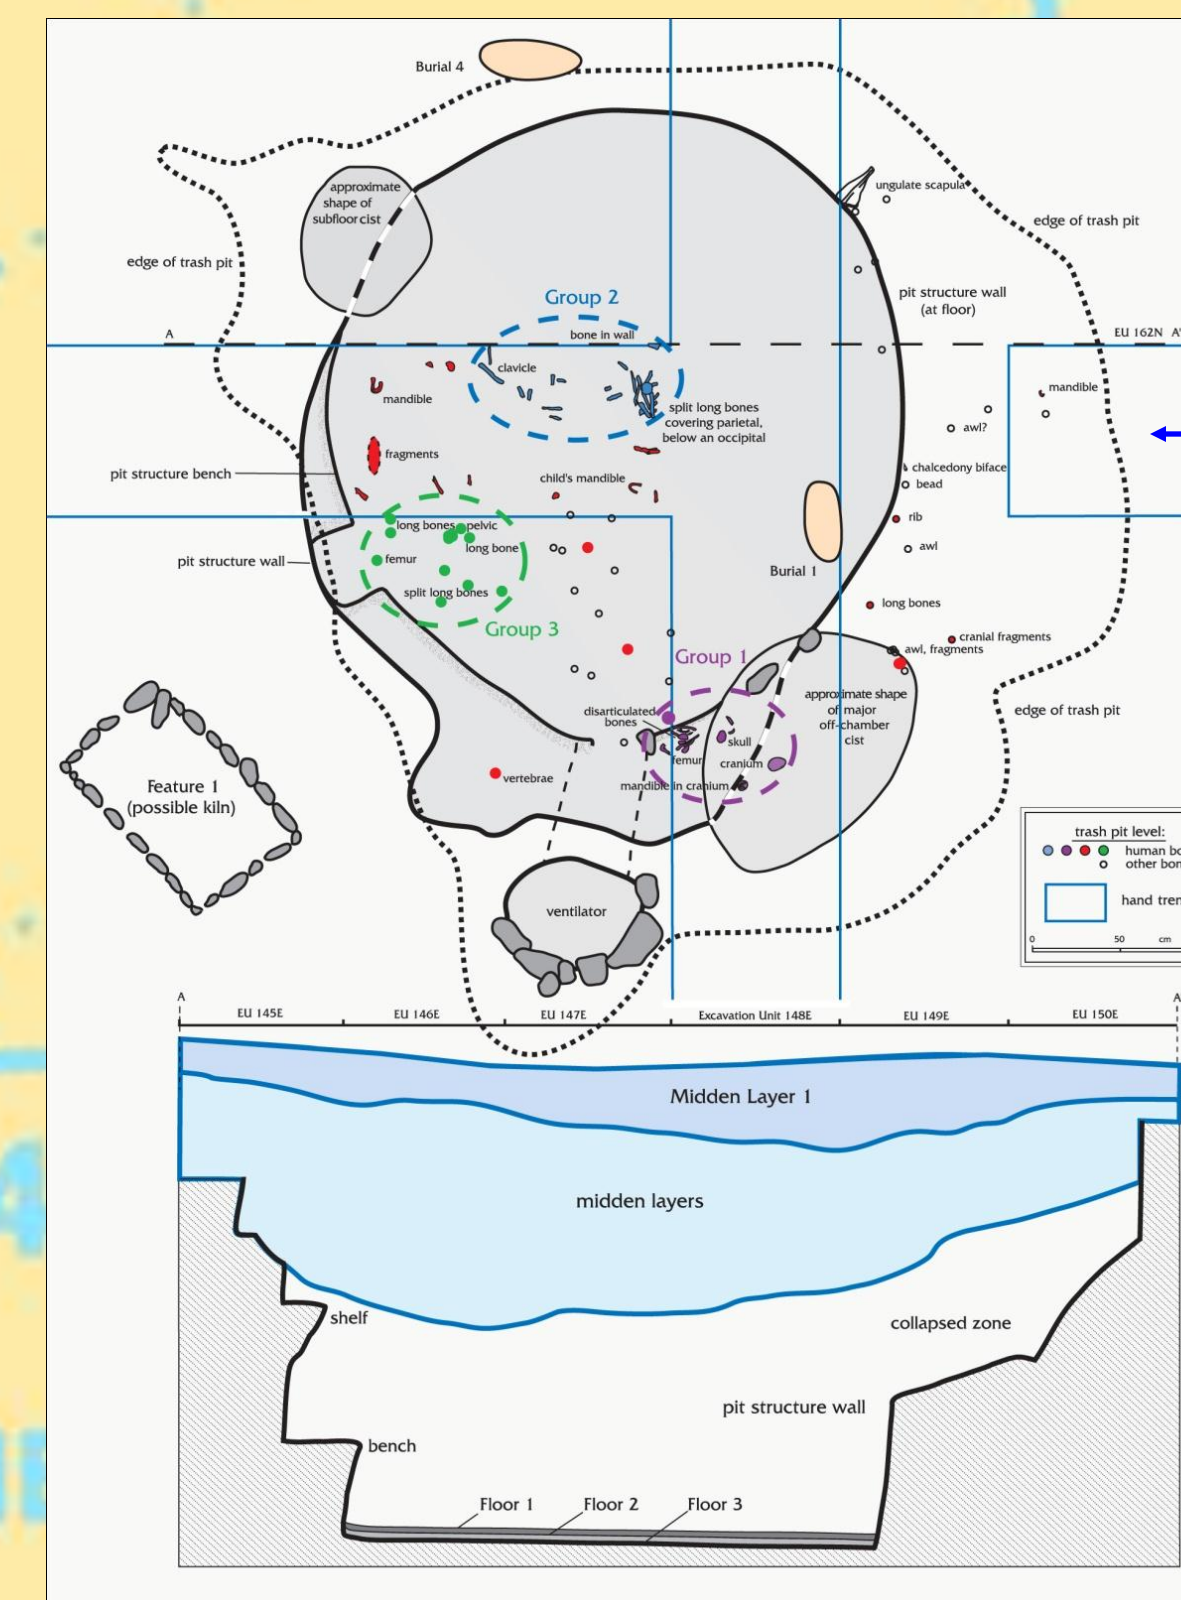 Burial 4
approximate
shape of
subfloor cist
ungulate scapula
edge of trash pit
edge of trash pit
pit structure wall
(at floor)
Group 2
A
bone in wall
EU 162N A'
clavicle
mandible
mandible
split long bones
covering parietal,
below an occipital
awl?
fragments
pit structure bench
child's mandible
chalcedony biface
bead
long bones
pelvic
rib
long bone
awl
femur
pit structure wall
Burial 1
split long bones
long bones
Group 3
cranial fragments
awl, fragments
Group 1
approximate shape
of major
off-chamber
cist
disarticulated
bones
edge of trash pit
skull
femur
cranium
vertebrae
mandible in cranium
Feature 1
(possible kiln)
trash pit level:
human bo
other bon
hand tren
0 50 cm
ventilator
A A
EU 145E EU 146E EU 147E Excavation Unit 148E EU 149E EU 150E
Midden Layer 1
midden layers
shelf
collapsed zone
pit structure wall
bench
Floor 1 Floor 2 Floor 3